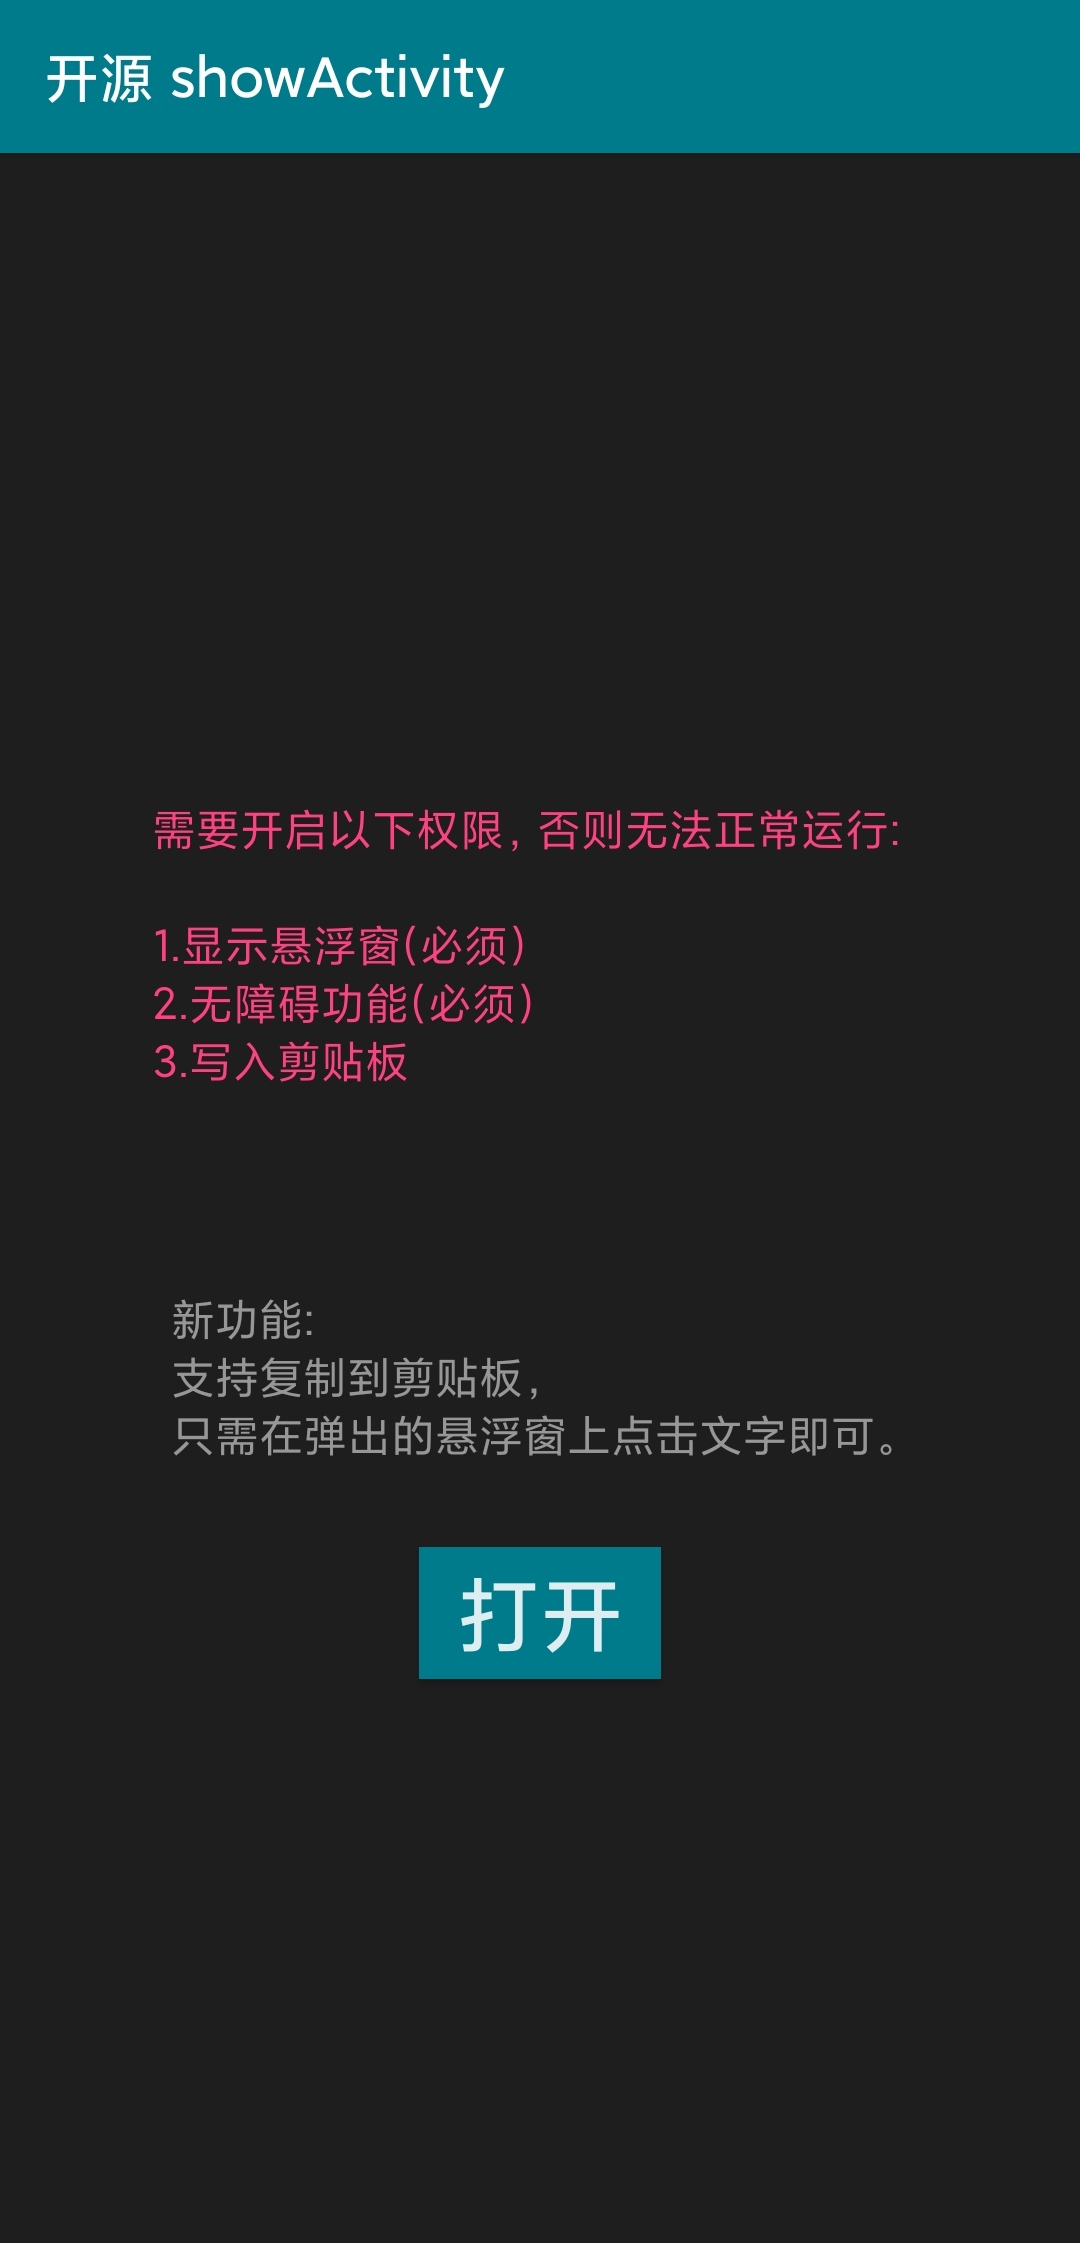 开源 showActivity
需要开启以下权限, 否则无法正常运行:
1.显示悬浮窗(必须)
2.无障碍功能(必须)
3.写入剪贴板
新功能:
支持复制到剪贴板,
只需在弹出的悬浮窗上点击文字即可。
打开